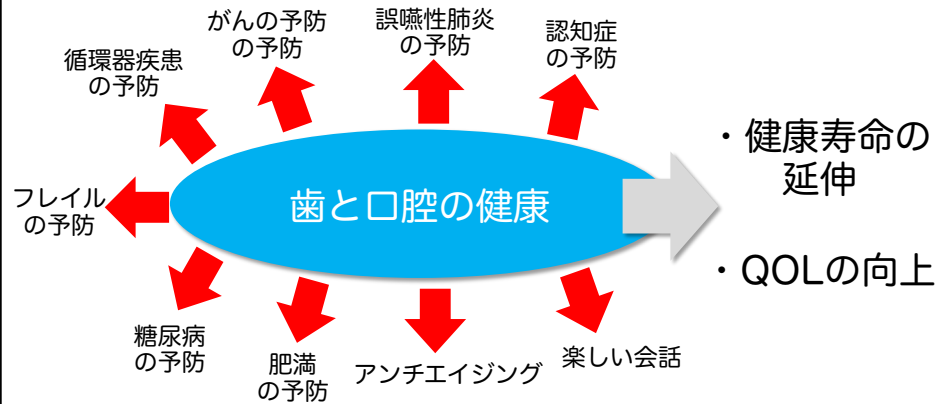 がんの予防
の予防
誤嚥性肺炎
の予防
認知症
の予防
循環器疾患
の予防
・健康寿命の
延伸
フレイル
の予防
歯と口腔の健康
・QOLの向上
糖尿病
の予防
肥満
の予防
アンチエイジング
楽しい会話